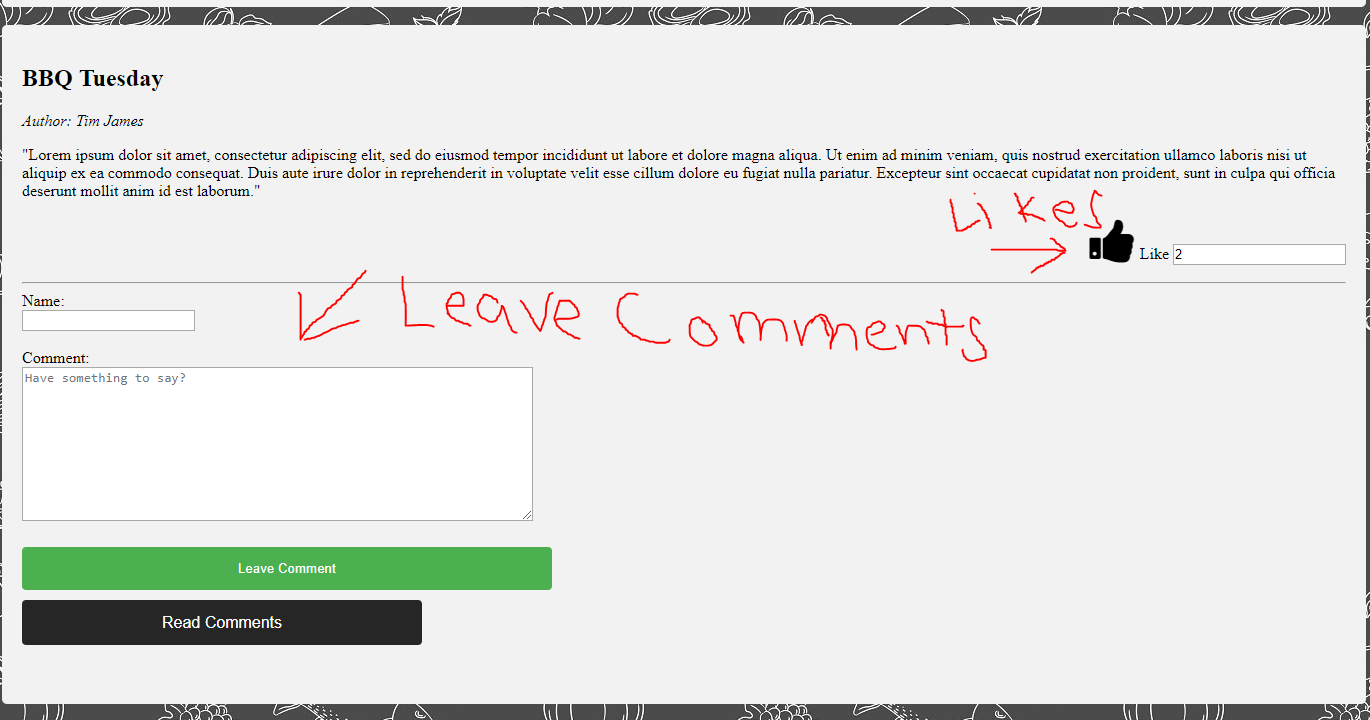 BBQ Tuesday
Author: Tim James
"Lorem ipsum dolor sit amet, consectetur adipiscing elit, sed do eiusmod tempor incididunt ut labore et dolore magna aliqua. Ut enim ad minim veniam, quis nostrud exercitation ullamco laboris nisi ut
aliquip ex ea commodo consequat. Duis aute irure dolor in reprehenderit in voluptate velit esse cillum dolore eu fugiat nulla pariatur. Excepteur sint occaecat cupidatat non proident, sunt in culpa qui officia
deserunt mollit anim id est laborum."
Likes
Like 2
Name:
Leave Comments
Comment:
Have something to say?
Leave Comment
Read Comments